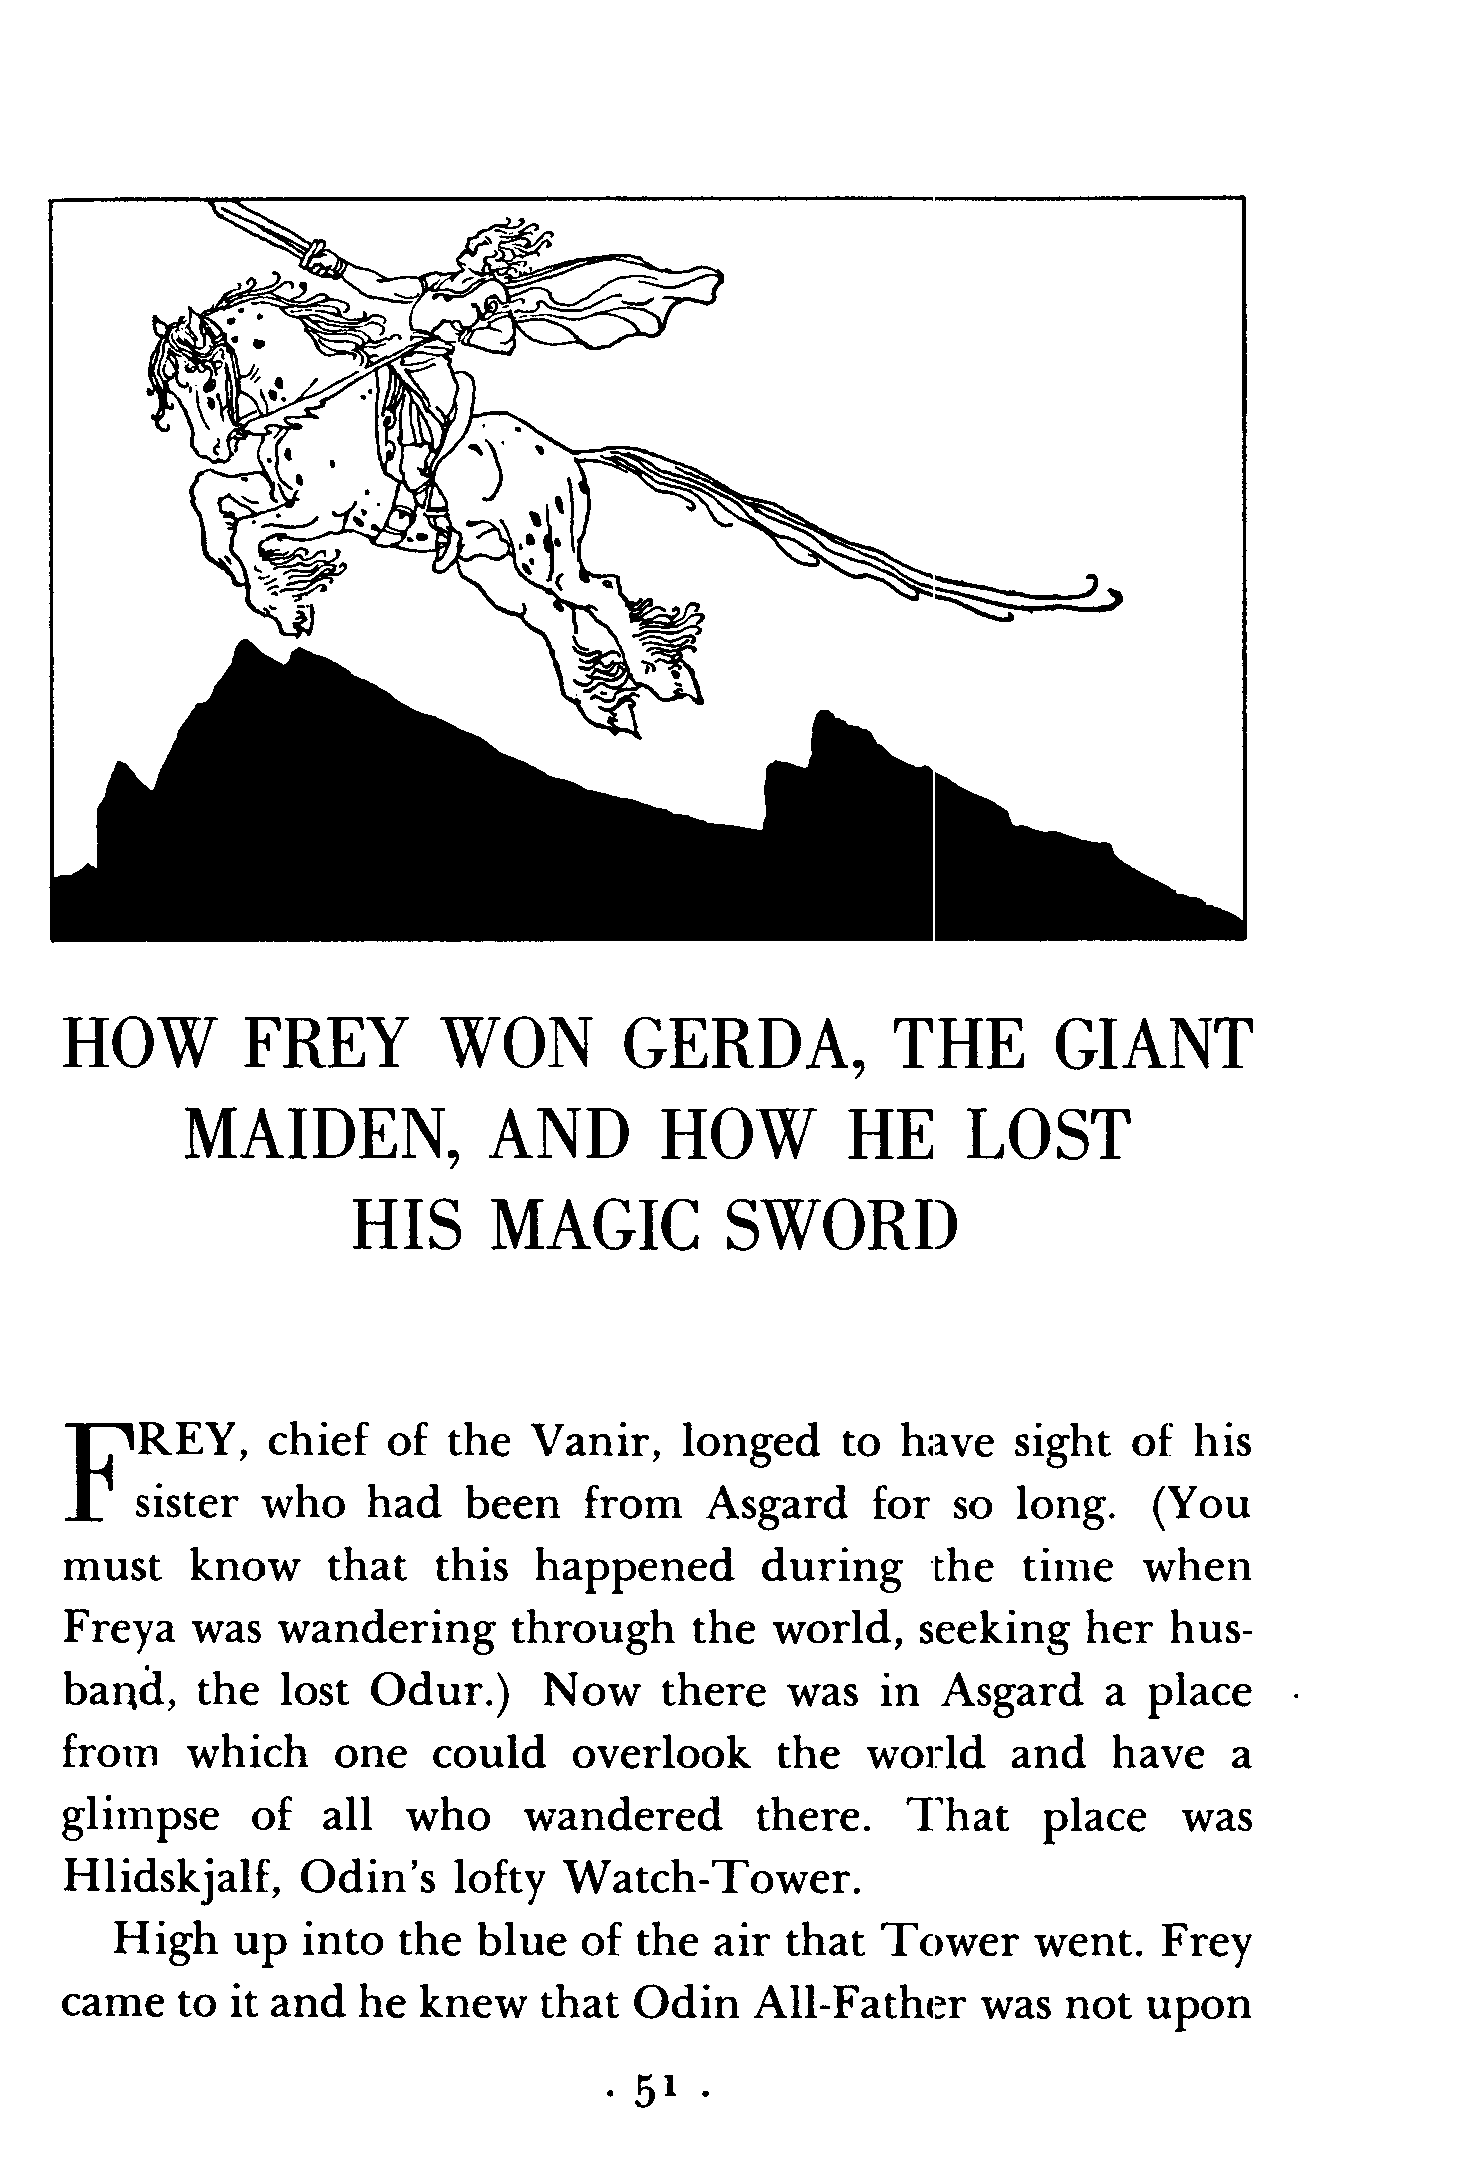 HOW FREY WON GERDA, THE GIANT
MAIDEN, AND HOW HE LOST
HIS MAGIC SWORD
FREY, chief of the Vanir, longed to have sight of his
sister who had been from Asgard for so long. (You
must know that this happened during the time when
Freya was wandering through the world, seeking her hus-
band, the lost Odur.) Now there was in Asgard a place
from which one could overlook the world and have a
glimpse of all who wandered there. That place was
Hlidskjalf, Odin's lofty Watch-Tower.
High up into the blue of the air that Tower went. Frey
came to it and he knew that Odin All-Father was not upon
. 51 .